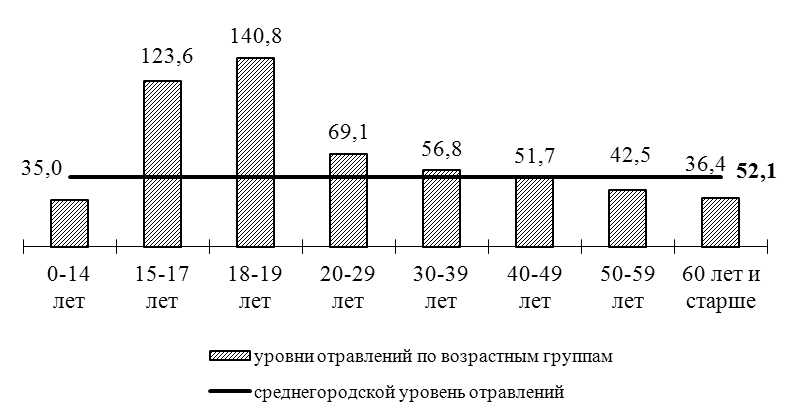 140,8
123,6
69,1
56,8
51,7
42,5
36,4
52,1
35,0
0-14 лет
15-17 лет
18-19 лет
20-29 лет
30-39 лет
40-49 лет
50-59 лет
60 лет и старше
уровни отравлений по возрастным группам
среднегородской уровень отравлений